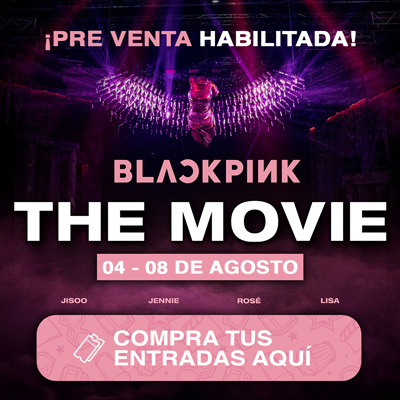 ¡PRE VENTA HABILITADA!
BLACKPINK
THE MOVIE
04 - 08 DE AGOSTO
JISOO JENNIE ROSÉ LISA
COMPRA TUS
ENTRADAS AQUÍ